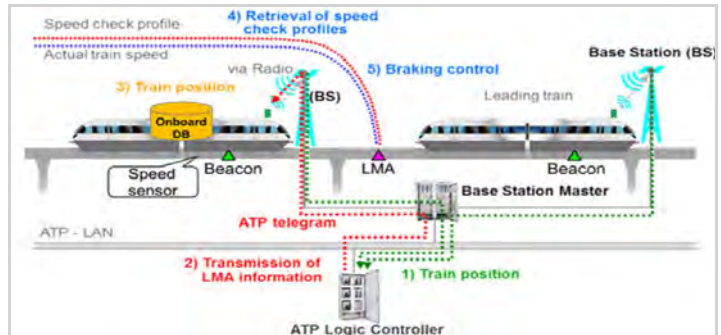 Speed check profile
4) Retrieval of speed
check profiles
Actual train speed
via Radio
5) Braking control
Base Station (BS)
3) Train position
(BS)
Leading train
Onboard
DB
Speed
sensor
Beacon
LMA
Beacon
Base Station Master
ATP telegram
ATP - LAN
2) Transmission of
LMA information
1) Train position
ATP Logic Controller